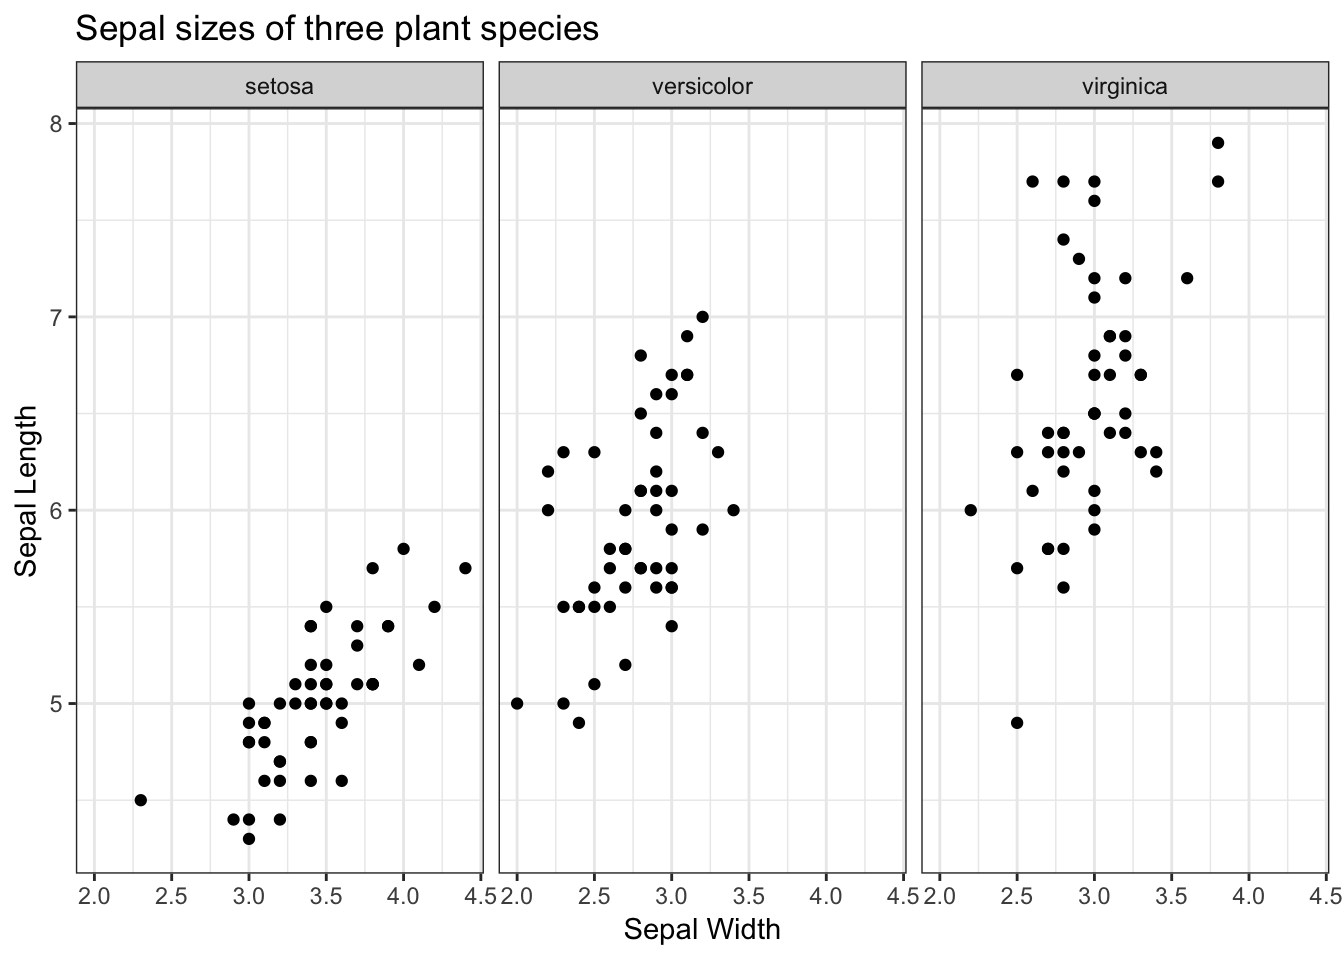 Sepal sizes of three plant species
setosa
versicolor
virginica
8
7
6
5
Sepal Length
2.0 2.5 3.0 3.5 4.0 4.5
2.0 2.5 3.0 3.5 4.0 4.5
2.0 2.5 3.0 3.5 4.0 4.5
Sepal Width